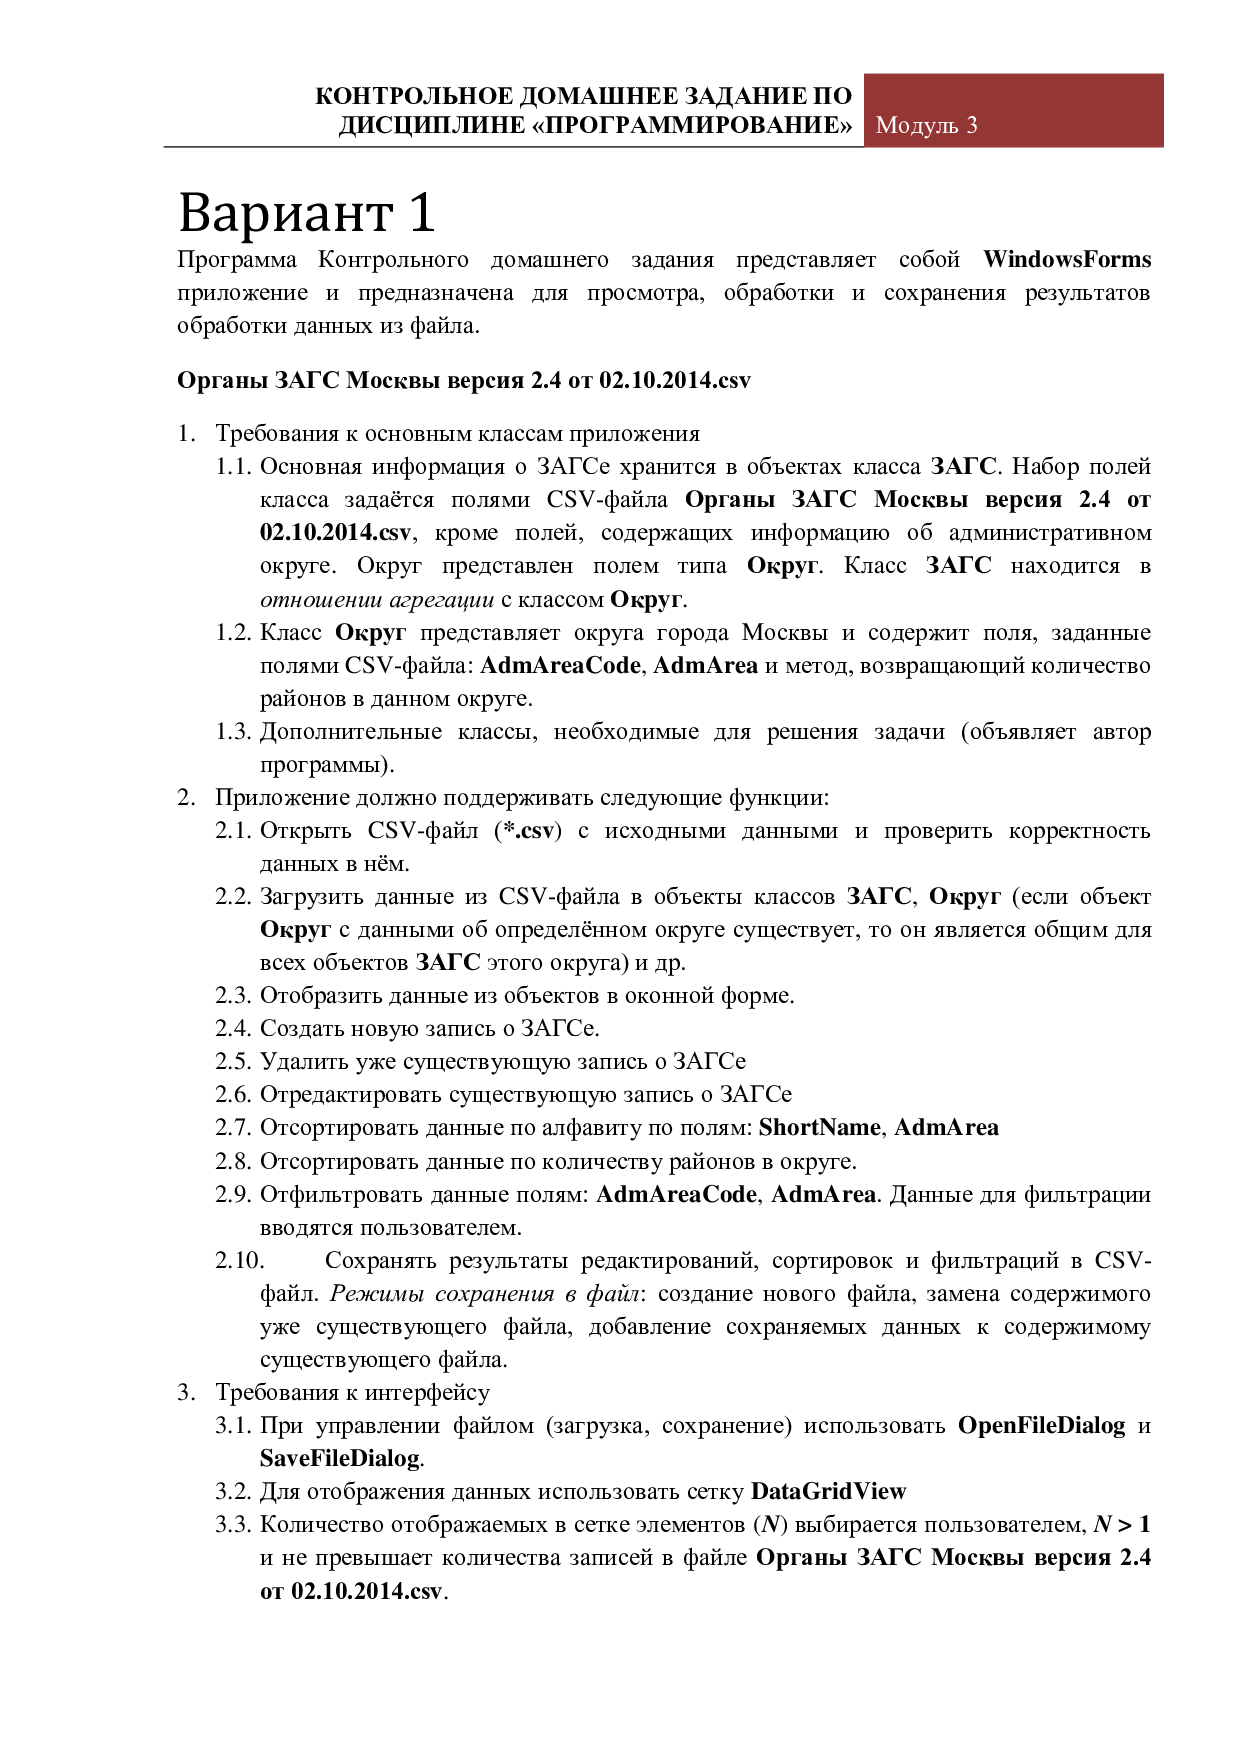 КОНТРОЛЬНОЕ ДОМАШНЕЕ ЗАДАНИЕ ПО
ДИСЦИПЛИНЕ «ПРОГРАММИРОВАНИЕ»
Модуль 3
Вариант 1
Программа Контрольного домашнего задания представляет собой WindowsForms
приложение и предназначена для просмотра, обработки и сохранения результатов
обработки данных из файла.
Органы ЗАГС Москвы версия 2.4 от 02.10.2014.csv
1. Требования к основным классам приложения
1.1. Основная информация о ЗАГСе хранится в объектах класса ЗАГС. Набор полей
класса задаётся полями CSV-файла Органы ЗАГС Москвы версия 2.4 от
02.10.2014.csv, кроме полей, содержащих информацию об административном
округе. Округ представлен полем типа Округ. Класс ЗАГС находится в
отношении агрегации с классом Округ.
1.2. Класс Округ представляет округа города Москвы и содержит поля, заданные
полями CSV-файла: AdmAreaCode, AdmArea и метод, возвращающий количество
районов в данном округе.
1.3. Дополнительные классы, необходимые для решения задачи (объявляет автор
программы).
2. Приложение должно поддерживать следующие функции:
2.1. Открыть CSV-файл (*.csv) с исходными данными и проверить корректность
данных в нём.
2.2. Загрузить данные из CSV-файла в объекты классов ЗАГС, Округ (если объект
Округ с данными об определённом округе существует, то он является общим для
всех объектов ЗАГС этого округа) и др.
2.3. Отобразить данные из объектов в оконной форме.
2.4. Создать новую запись о ЗАГСе.
2.5. Удалить уже существующую запись о ЗАГСе
2.6. Отредактировать существующую запись о ЗАГСе
2.7. Отсортировать данные по алфавиту по полям: ShortName, AdmArea
2.8. Отсортировать данные по количеству районов в округе.
2.9. Отфильтровать данные полям: AdmAreaCode, AdmArea. Данные для фильтрации
вводятся пользователем.
2.10. Сохранять результаты редактирований, сортировок и фильтраций в CSV-
файл. Режимы сохранения в файл: создание нового файла, замена содержимого
уже существующего файла, добавление сохраняемых данных к содержимому
существующего файла.
3. Требования к интерфейсу
3.1. При управлении файлом (загрузка, сохранение) использовать OpenFileDialog и
SaveFileDialog.
3.2. Для отображения данных использовать сетку DataGridView
3.3. Количество отображаемых в сетке элементов (N) выбирается пользователем, N > 1
и не превышает количества записей в файле Органы ЗАГС Москвы версия 2.4
от 02.10.2014.csv.